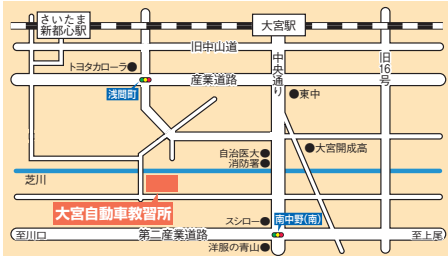 さいたま
新都心駅
大宮駅
旧中山道
トヨタカローラ
産業道路
中央通り
旧16号
浅間町
東中
自治医大
消防署
大宮開成高
芝川
大宮自動車教習所
スシロー
南中野(南)
至川口
第二産業道路
至上尾
洋服の青山